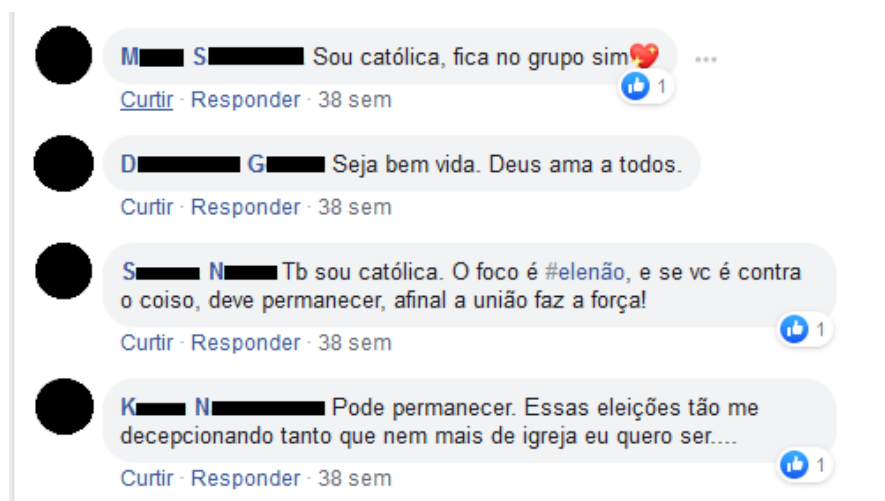 M S Sou católica, fica no grupo sim💖
1
Curtir · Responder · 38 sem
D G Seja bem vida. Deus ama a todos.
Curtir · Responder · 38 sem
S N Tb sou católica. O foco é #elenão, e se vc é contra
o coiso, deve permanecer, afinal a união faz a força!
1
Curtir · Responder · 38 sem
K N Pode permanecer. Essas eleições tão me
decepcionando tanto que nem mais de igreja eu quero ser....
1
Curtir · Responder · 38 sem